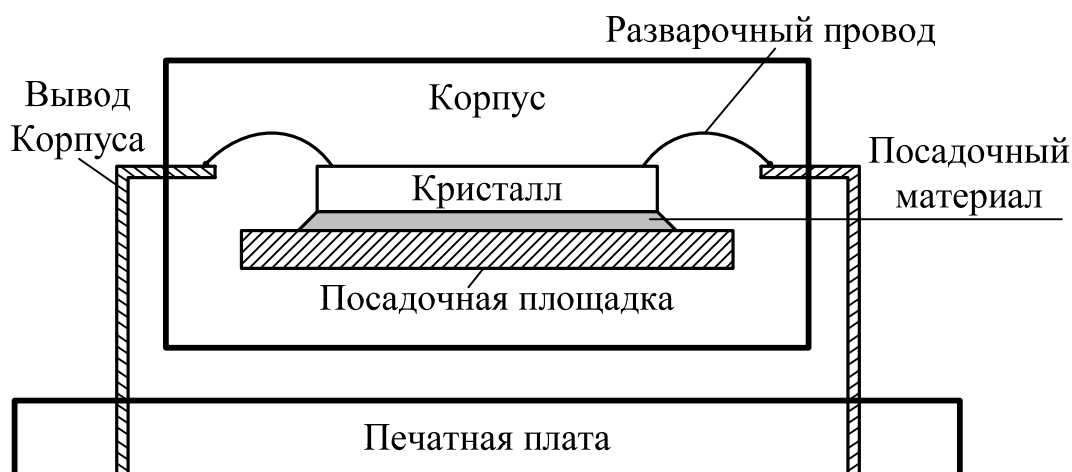 Разварочный провод
Вывод
Корпуса
Корпус
Посадочный
материал
Кристалл
Посадочная площадка
Печатная плата